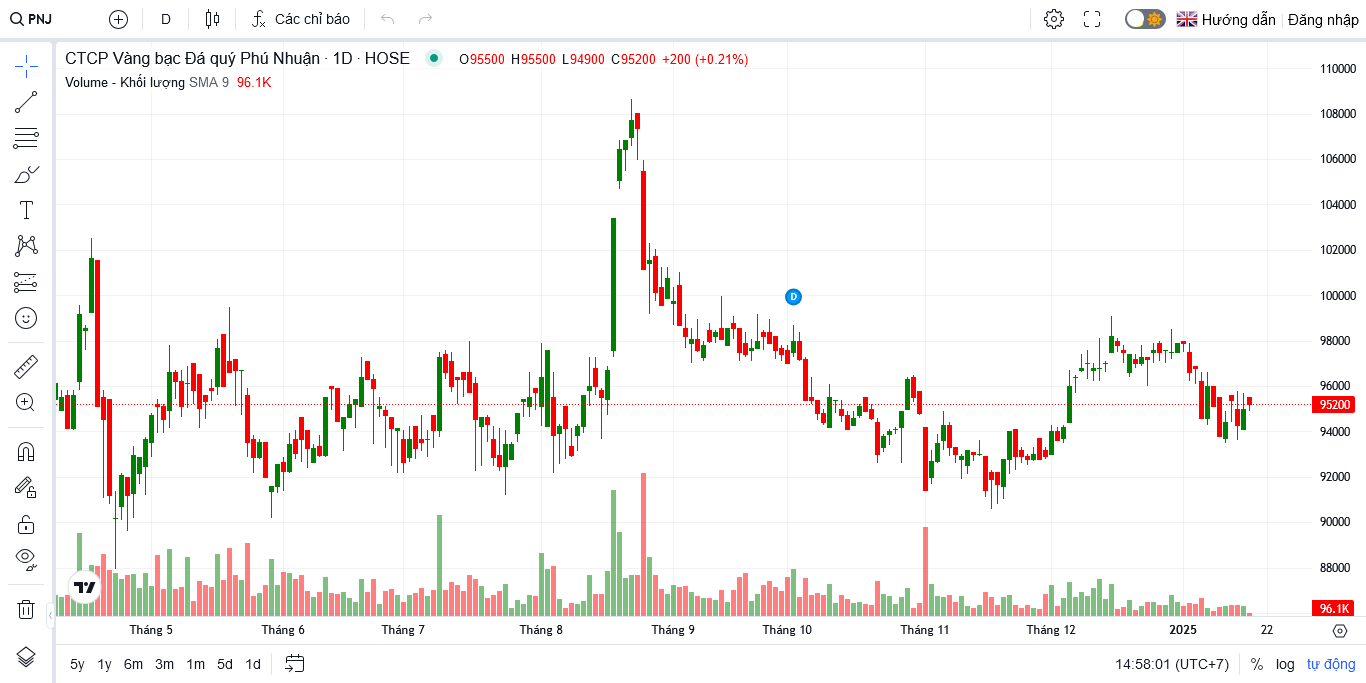 PNJ D Các chỉ báo Hướng dẫn Đăng nhập
CTCP Vàng bạc Đá quý Phú Nhuận · 1D · HOSE O95500 H95500 L94900 C95200 +200 (+0.21%)
Volume - Khối lượng SMA 9 96.1K
110000
108000
106000
104000
102000
100000
D
98000
96000
95200
94000
92000
90000
88000
96.1K
Tháng 5 Tháng 6 Tháng 7 Tháng 8 Tháng 9 Tháng 10 Tháng 11 Tháng 12 2025 22
5y 1y 6m 3m 1m 5d 1d 14:58:01 (UTC+7) % log tự động